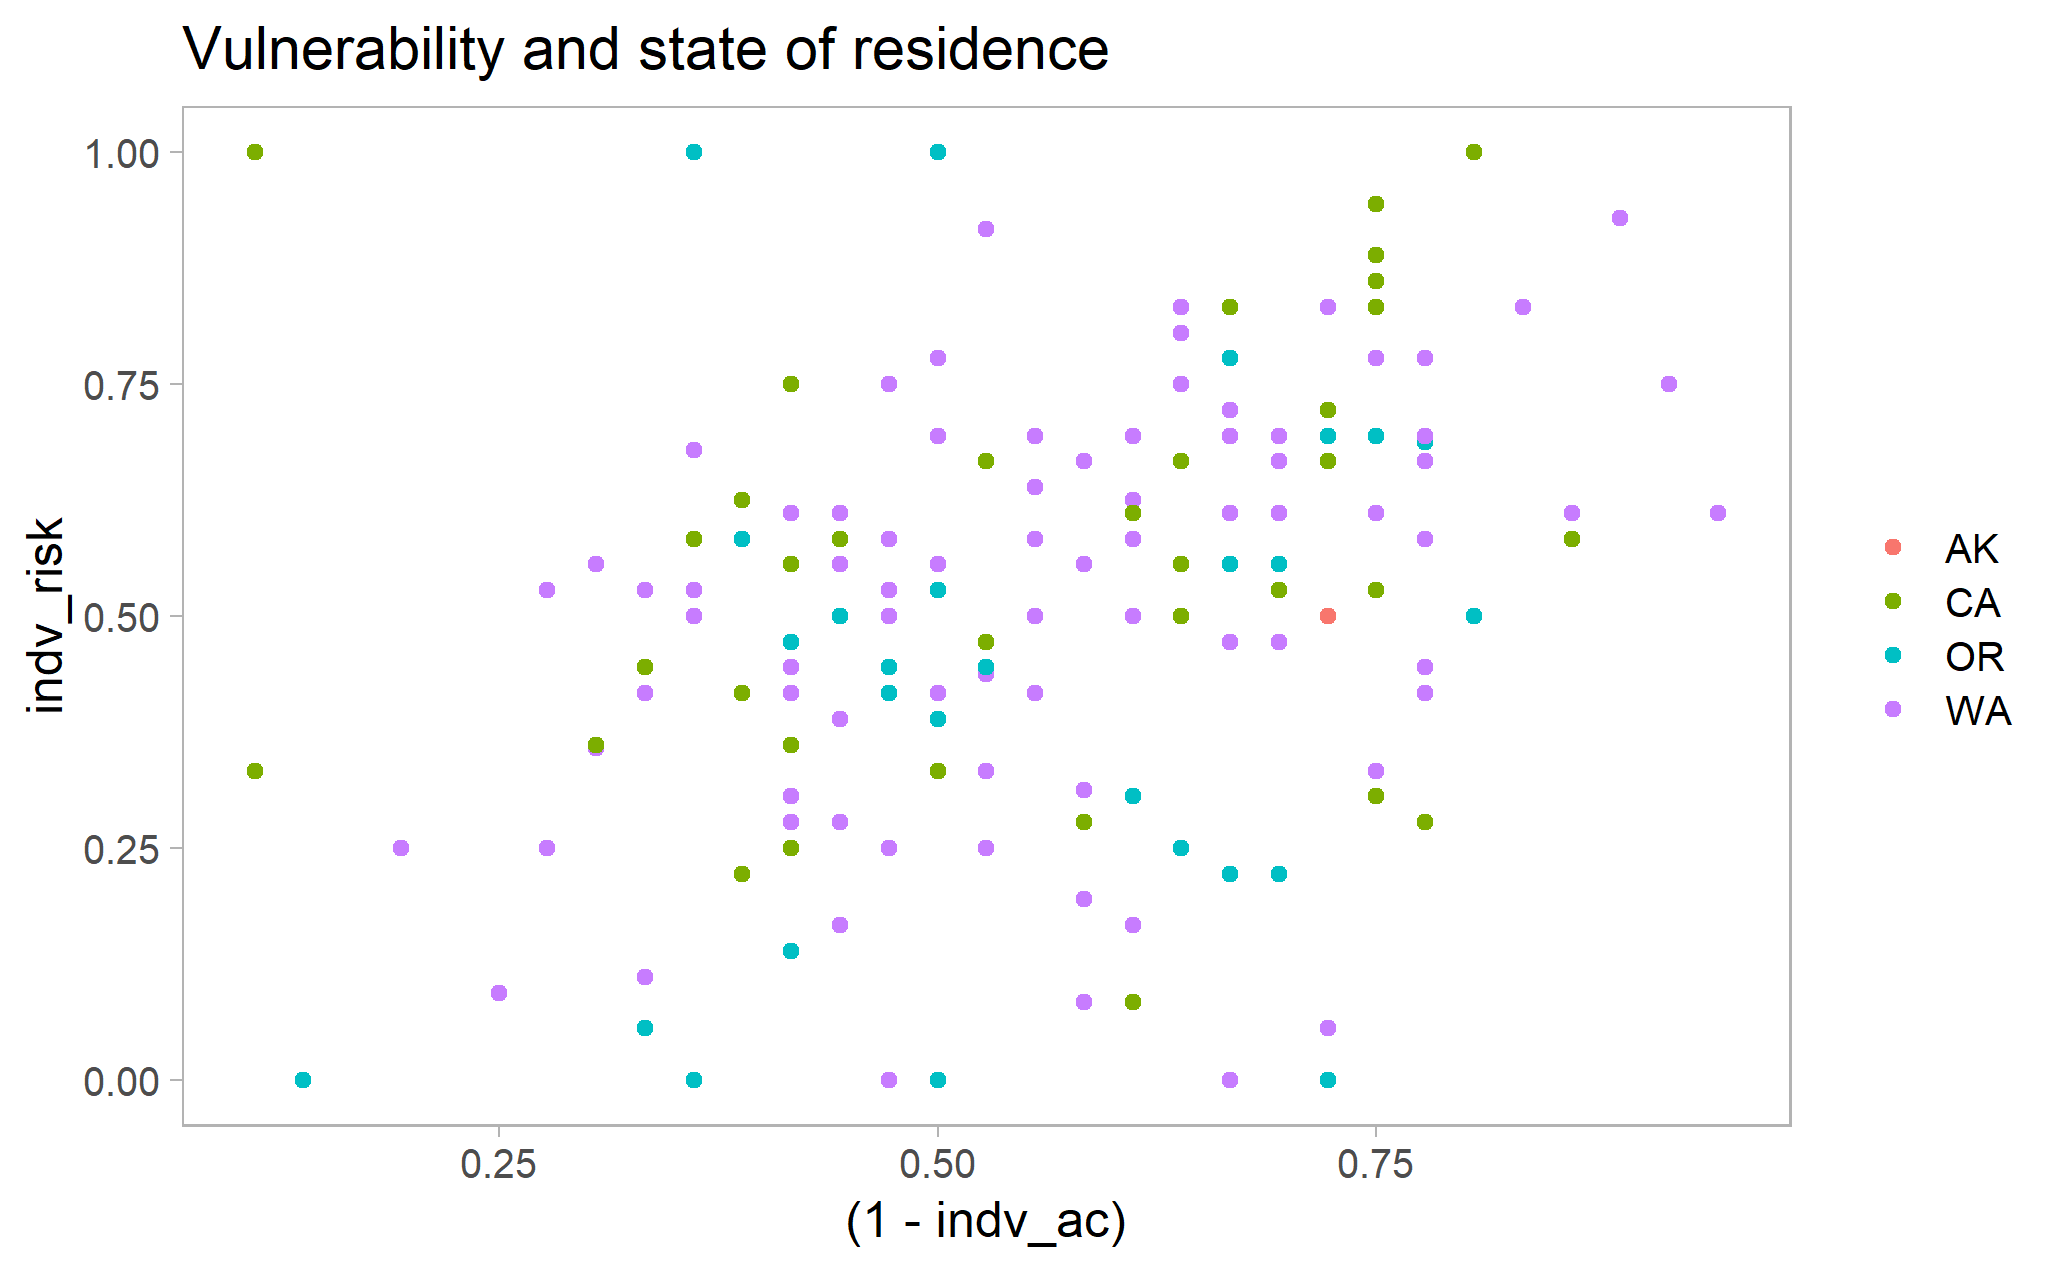 Vulnerability and state of residence
1.00
0.75
0.50
0.25
0.00
indv_risk
0.25 0.50 0.75
(1 - indv_ac)
AK
CA
OR
WA